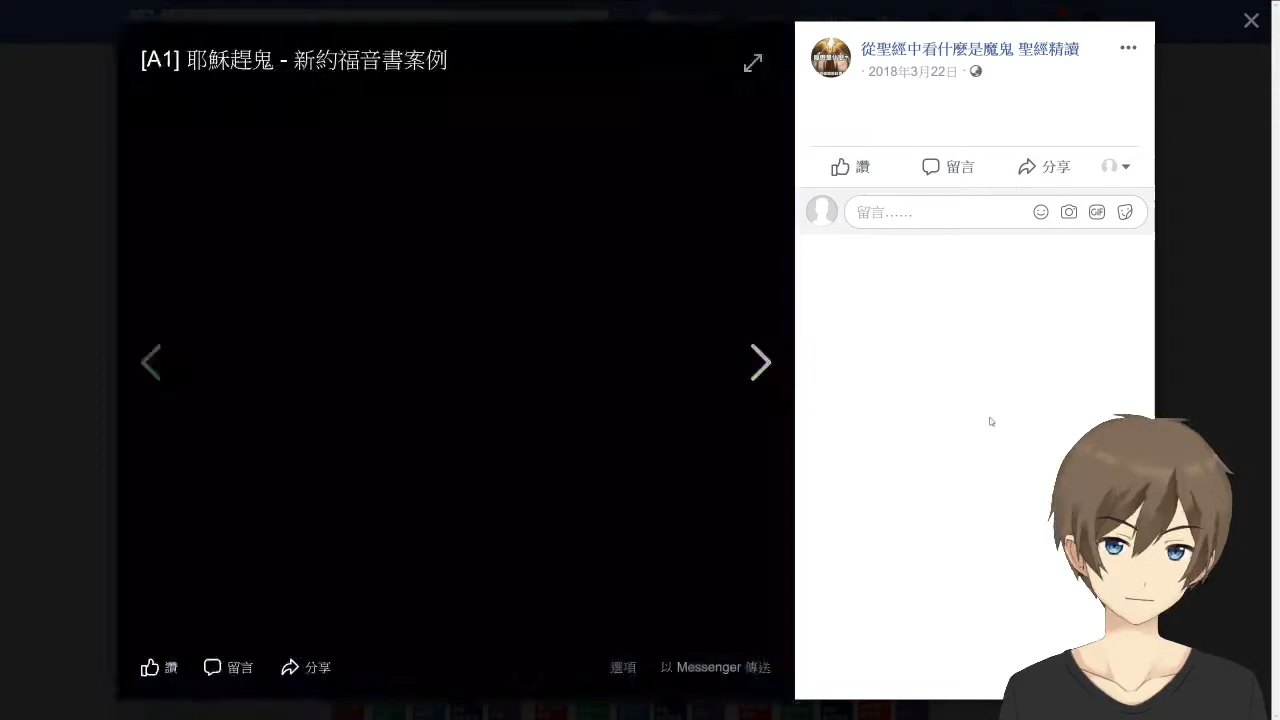 [A1] 耶穌趕鬼 - 新約福音書案例
從聖經中看什麼是魔鬼 聖經精讀
· 2018年3月22日 ·
讚 留言 分享
留言……
GIF
讚 留言 分享
選項 以 Messenger 傳送